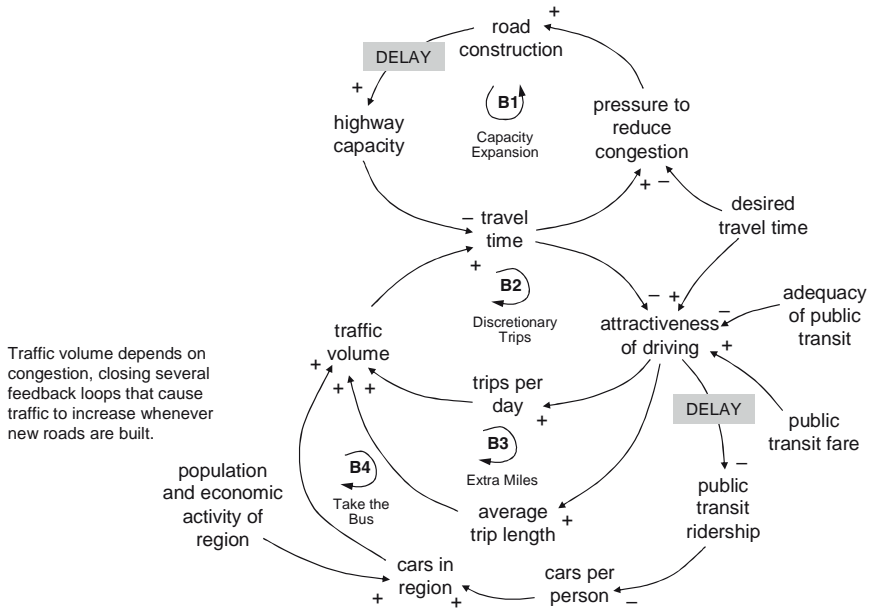 road
construction
+
DELAY
+
highway
capacity
B1
Capacity
Expansion
pressure to
reduce
congestion
+
−
desired
travel time
−
travel
time
+
B2
Discretionary
Trips
−
+
attractiveness
of driving
−
+
adequacy
of public
transit
public
transit fare
DELAY
Traffic volume depends on
congestion, closing several
feedback loops that cause
traffic to increase whenever
new roads are built.
traffic
volume
+
+
+
trips per
day
+
B3
Extra Miles
B4
Take the
Bus
average
trip length
+
−
public
transit
ridership
population
and economic
activity of
region
cars in
region
+
+
cars per
person
−